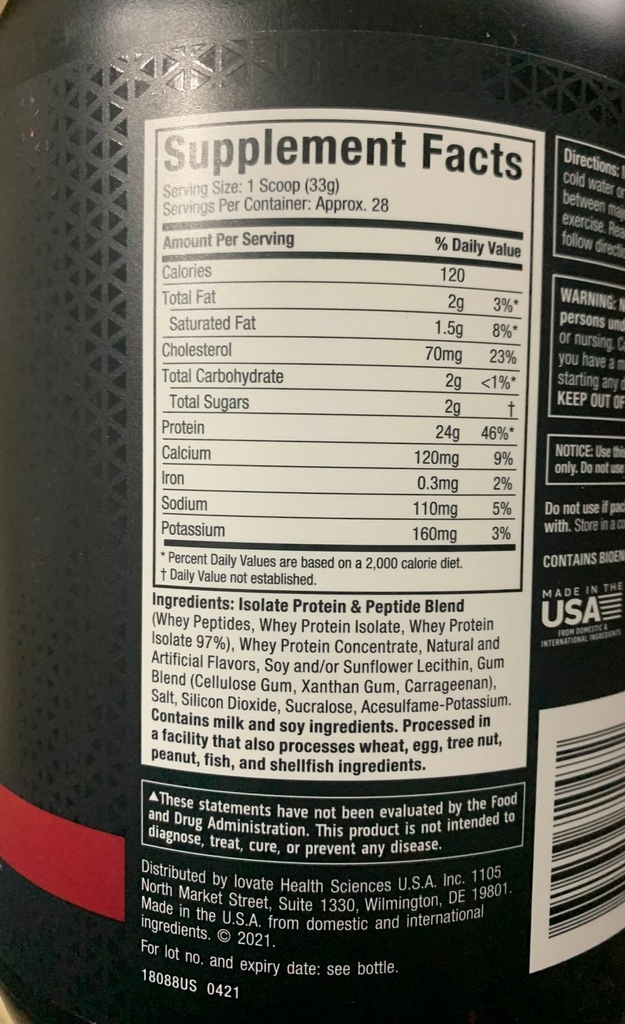 Supplement Facts
Serving Size: 1 Scoop (33g)
Servings Per Container: Approx. 28
Amount Per Serving % Daily Value
Calories 120
Total Fat 2g 3%*
Saturated Fat 1.5g 8%*
Cholesterol 70mg 23%
Total Carbohydrate 2g <1%*
Total Sugars 2g †
Protein 24g 46%*
Calcium 120mg 9%
Iron 0.3mg 2%
Sodium 110mg 5%
Potassium 160mg 3%
* Percent Daily Values are based on a 2,000 calorie diet.
† Daily Value not established.
Ingredients: Isolate Protein & Peptide Blend
(Whey Peptides, Whey Protein Isolate, Whey Protein
Isolate 97%), Whey Protein Concentrate, Natural and
Artificial Flavors, Soy and/or Sunflower Lecithin, Gum
Blend (Cellulose Gum, Xanthan Gum, Carrageenan),
Salt, Silicon Dioxide, Sucralose, Acesulfame-Potassium.
Contains milk and soy ingredients. Processed in
a facility that also processes wheat, egg, tree nut,
peanut, fish, and shellfish ingredients.
▲These statements have not been evaluated by the Food
and Drug Administration. This product is not intended to
diagnose, treat, cure, or prevent any disease.
Distributed by Iovate Health Sciences U.S.A. Inc. 1105
North Market Street, Suite 1330, Wilmington, DE 19801.
Made in the U.S.A. from domestic and international
ingredients. © 2021.
For lot no. and expiry date: see bottle.
18088US 0421
Directions:
cold water or
between
exercise.
follow
WARNING:
persons
or nursing.
you have a
starting any
KEEP OUT OF
NOTICE: Use this
only. Do not use
Do not use if
with. Store in a
CONTAINS
MADE IN THE
USA
FROM DOMESTIC &
INTERNATIONAL INGREDIENTS